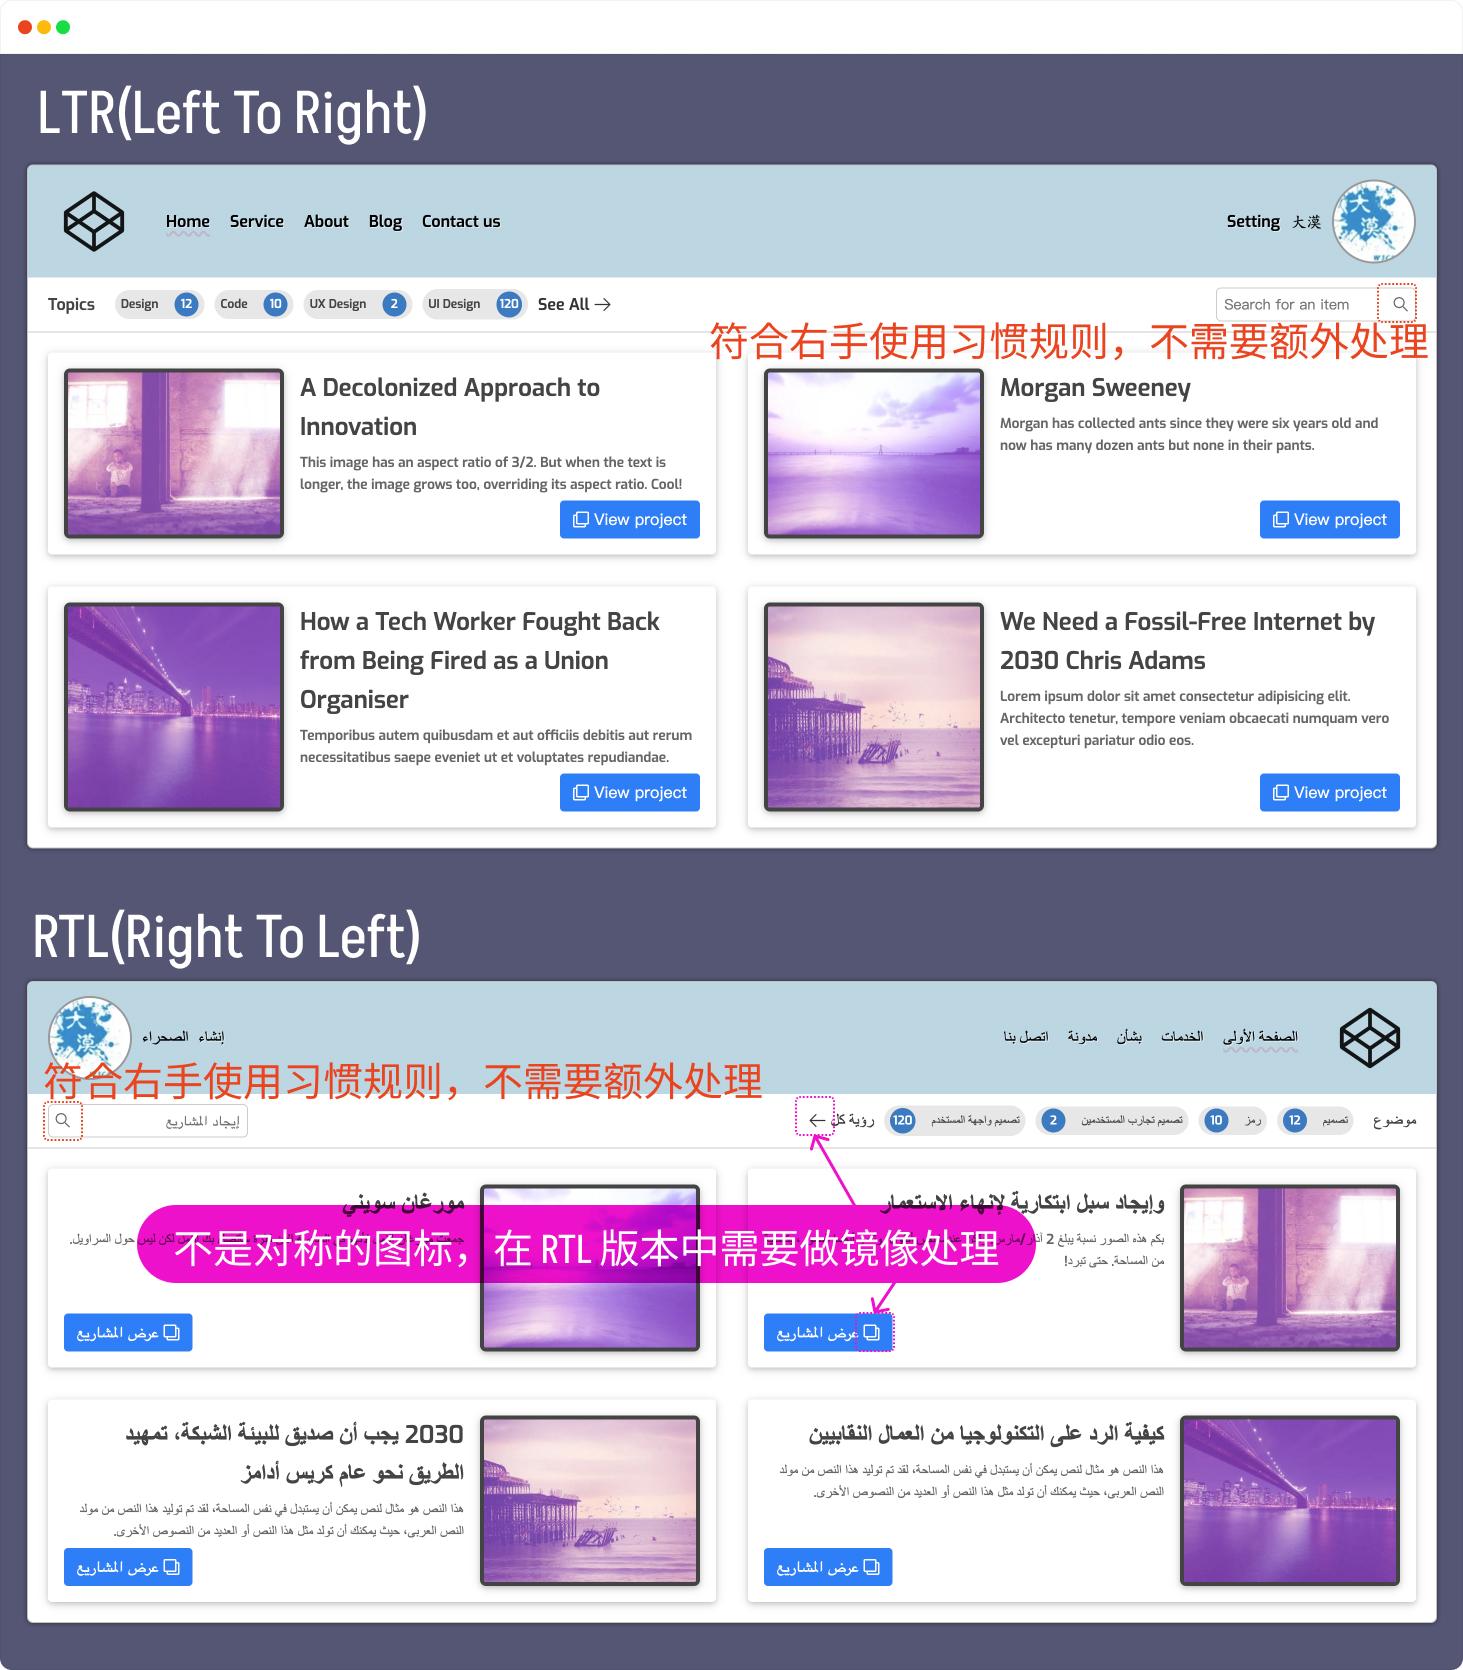 LTR(Left To Right)
Home Service About Blog Contact us
Setting 大漠
大漠
Topics Design 12 Code 10 UX Design 2 UI Design 120 See All
Search for an item
符合右手使用习惯规则，不需要额外处理
A Decolonized Approach to
Innovation
This image has an aspect ratio of 3/2. But when the text is
longer, the image grows too, overriding its aspect ratio. Cool!
View project
Morgan Sweeney
Morgan has collected ants since they were six years old and
now has many dozen ants but none in their pants.
View project
How a Tech Worker Fought Back
from Being Fired as a Union
Organiser
Temporibus autem quibusdam et aut officiis debitis aut rerum
necessitatibus saepe eveniet ut et voluptates repudiandae.
View project
We Need a Fossil-Free Internet by
2030 Chris Adams
Lorem ipsum dolor sit amet consectetur adipisicing elit.
Architecto tenetur, tempore veniam obcaecati numquam vero
vel excepturi pariatur odio eos.
View project
RTL(Right To Left)
الصفحة الأولى الخدمات بشأن مدونة اتصل بنا
إنشاء الصحراء
大漠
符合右手使用习惯规则，不需要额外处理
موضوع تصميم 12 رمز 10 تصميم تجارب المستخدمين 2 تصميم واجهة المستخدم 120 رؤية كل
إيجاد المشاريع
وإيجاد سبل ابتكارية لإنهاء الاستعمار
بكم هذه الصور نسبة يبلغ 2 آذار/مارس
من المساحة. حتى تبرد!
عرض المشاريع
مورغان سويني
لكن ليس حول السراويل.
عرض المشاريع
不是对称的图标，在 RTL 版本中需要做镜像处理
كيفية الرد على التكنولوجيا من العمال النقابيين
هذا النص هو مثال لنص يمكن أن يستبدل في نفس المساحة، لقد تم توليد هذا النص من مولد
النص العربى، حيث يمكنك أن تولد مثل هذا النص أو العديد من النصوص الأخرى.
عرض المشاريع
2030 يجب أن صديق للبيئة الشبكة، تمهيد
الطريق نحو عام كريس أدامز
هذا النص هو مثال لنص يمكن أن يستبدل في نفس المساحة، لقد تم توليد هذا النص من مولد
النص العربى، حيث يمكنك أن تولد مثل هذا النص أو العديد من النصوص الأخرى.
عرض المشاريع